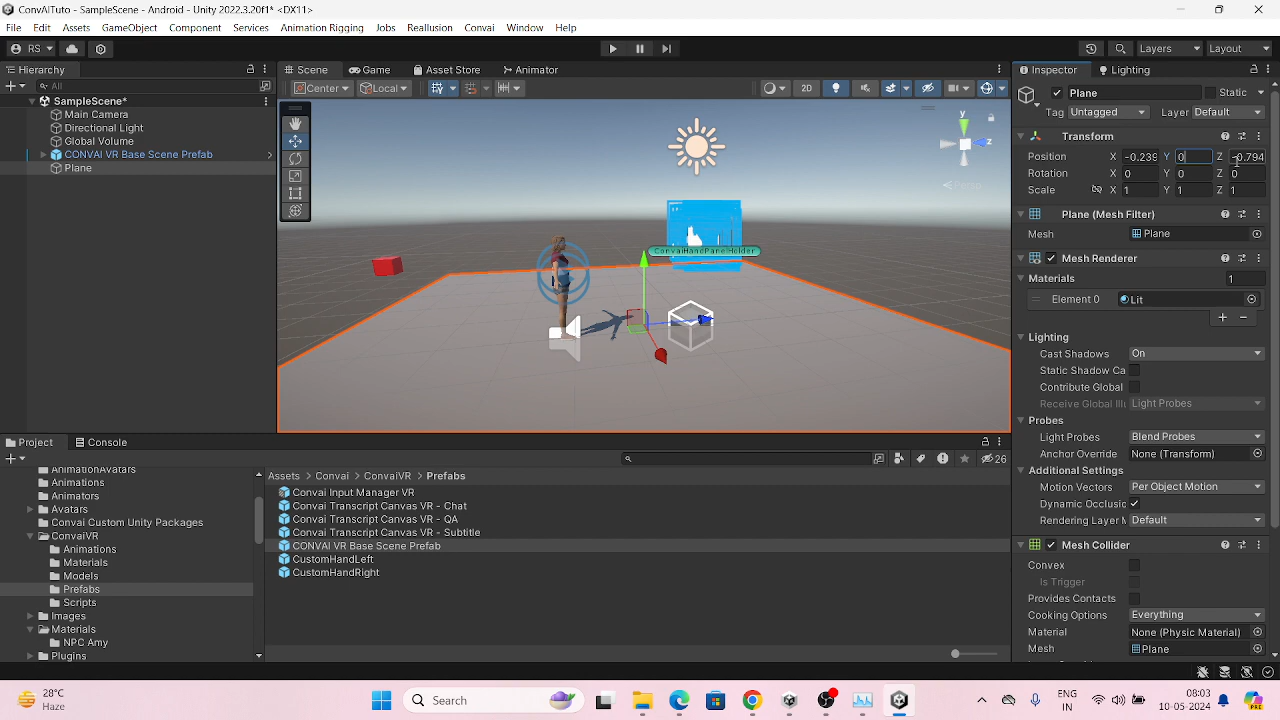 ConvAITuto - SampleScene - Android - Unity 2022.3.20f1* <DX11>
File Edit Assets GameObject Component Services Animation Rigging Jobs Reallusion Convai Window Help
RS Layers Layout
Hierarchy Scene Game Asset Store Animator Inspector Lighting
All Center Local 2D Plane Static
SampleScene*
Main Camera
Directional Light
Global Volume
CONVAI VR Base Scene Prefab
Plane
y
z
Persp
ConvaiHandPanelHolder
Tag Untagged Layer Default
Transform
Position X -0.239 Y 0 Z -0.794
Rotation X 0 Y 0 Z 0
Scale X 1 Y 1 Z 1
Plane (Mesh Filter)
Mesh Plane
Mesh Renderer
Materials 1
Element 0 Lit
Lighting
Cast Shadows On
Static Shadow Ca
Contribute Global
Receive Global Illu Light Probes
Probes
Light Probes Blend Probes
Anchor Override None (Transform)
Additional Settings
Motion Vectors Per Object Motion
Dynamic Occlusion
Rendering Layer M Default
Mesh Collider
Convex
Is Trigger
Provides Contacts
Cooking Options Everything
Material None (Physic Material)
Mesh Plane
Project Console
26
AnimationAvatars
Animations
Animators
Avatars
Convai Custom Unity Packages
ConvaiVR
Animations
Materials
Models
Prefabs
Scripts
Images
Materials
NPC Amy
Plugins
Assets > Convai > ConvaiVR > Prefabs
Convai Input Manager VR
Convai Transcript Canvas VR - Chat
Convai Transcript Canvas VR - QA
Convai Transcript Canvas VR - Subtitle
CONVAI VR Base Scene Prefab
CustomHandLeft
CustomHandRight
28°C
Haze
Search
ENG
IN
08:03
10-05-2024